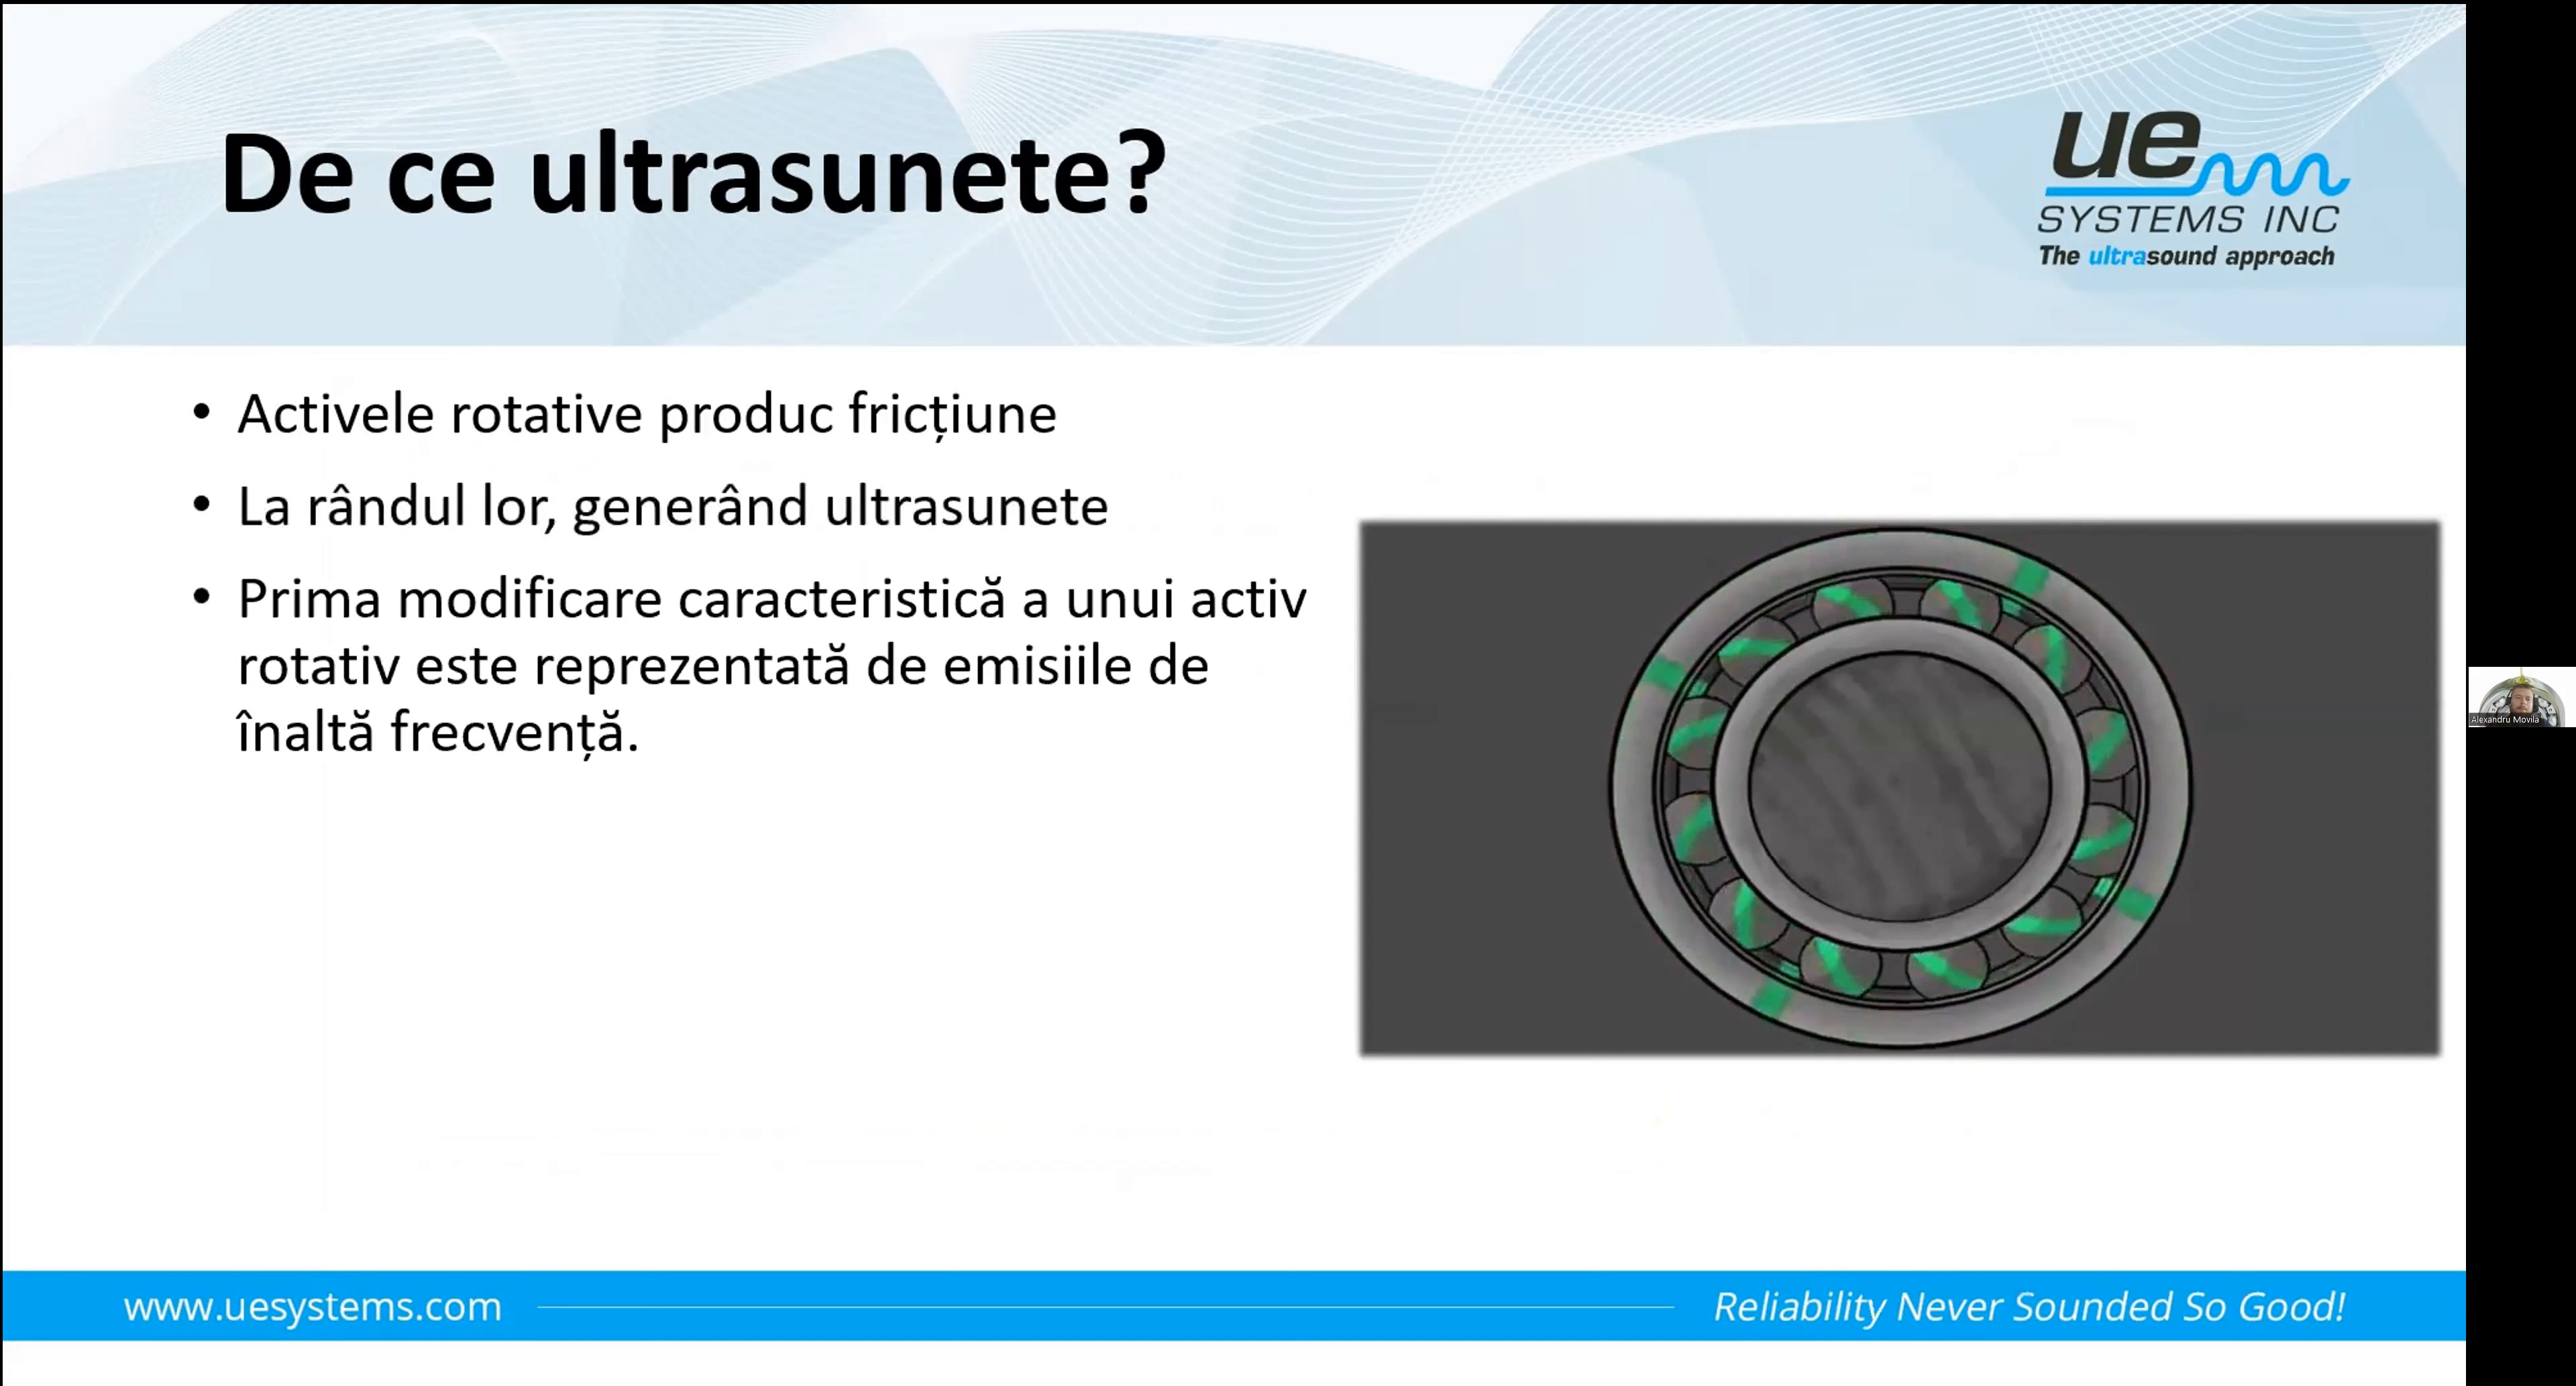 De ce ultrasunete?
ue
SYSTEMS INC
The ultrasound approach
• Activele rotative produc fricțiune
• La rândul lor, generând ultrasunete
• Prima modificare caracteristică a unui activ
rotativ este reprezentată de emisiile de
înaltă frecvență.
Alexandru Movila
www.uesystems.com
Reliability Never Sounded So Good!